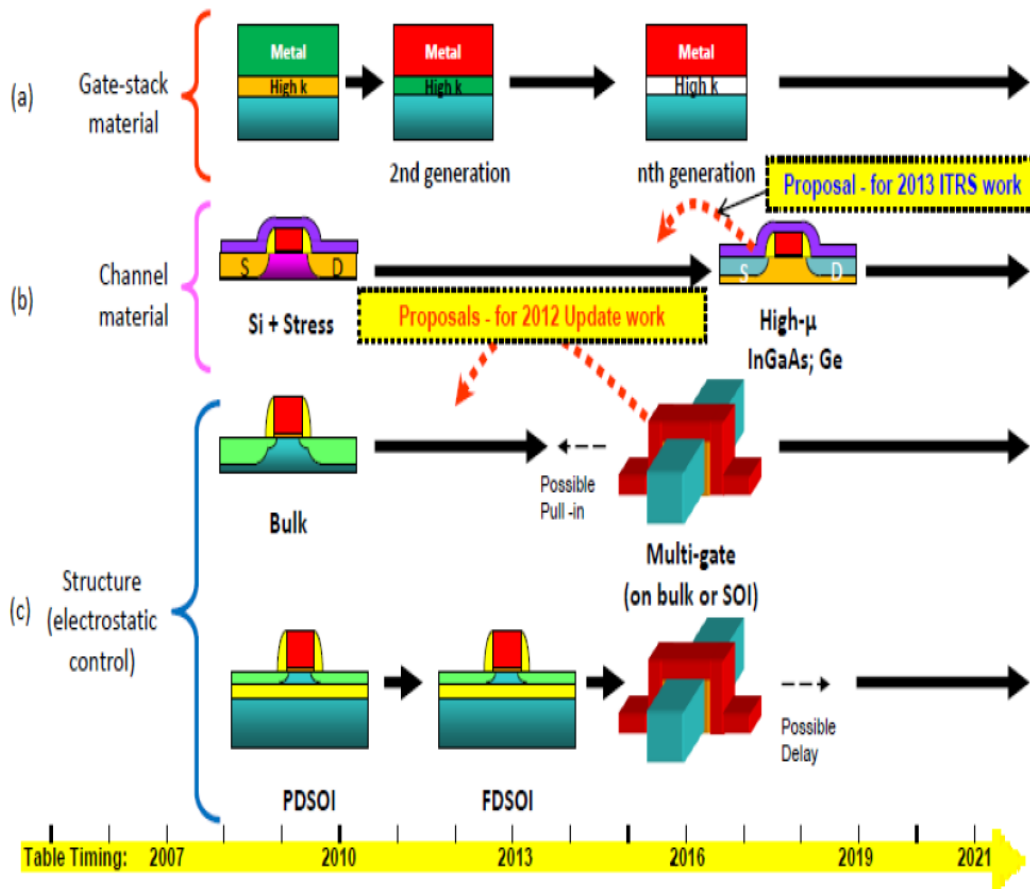 (a)
Gate-stack
material
Metal
High k
Metal
High k
2nd generation
Metal
High k
nth generation
Proposal - for 2013 ITRS work
(b)
Channel
material
S D
Si + Stress
Proposals - for 2012 Update work
S D
High-μ
InGaAs; Ge
(c)
Structure
(electrostatic
control)
Bulk
Possible
Pull -in
Multi-gate
(on bulk or SOI)
Possible
Delay
PDSOI
FDSOI
Table Timing: 2007 2010 2013 2016 2019 2021